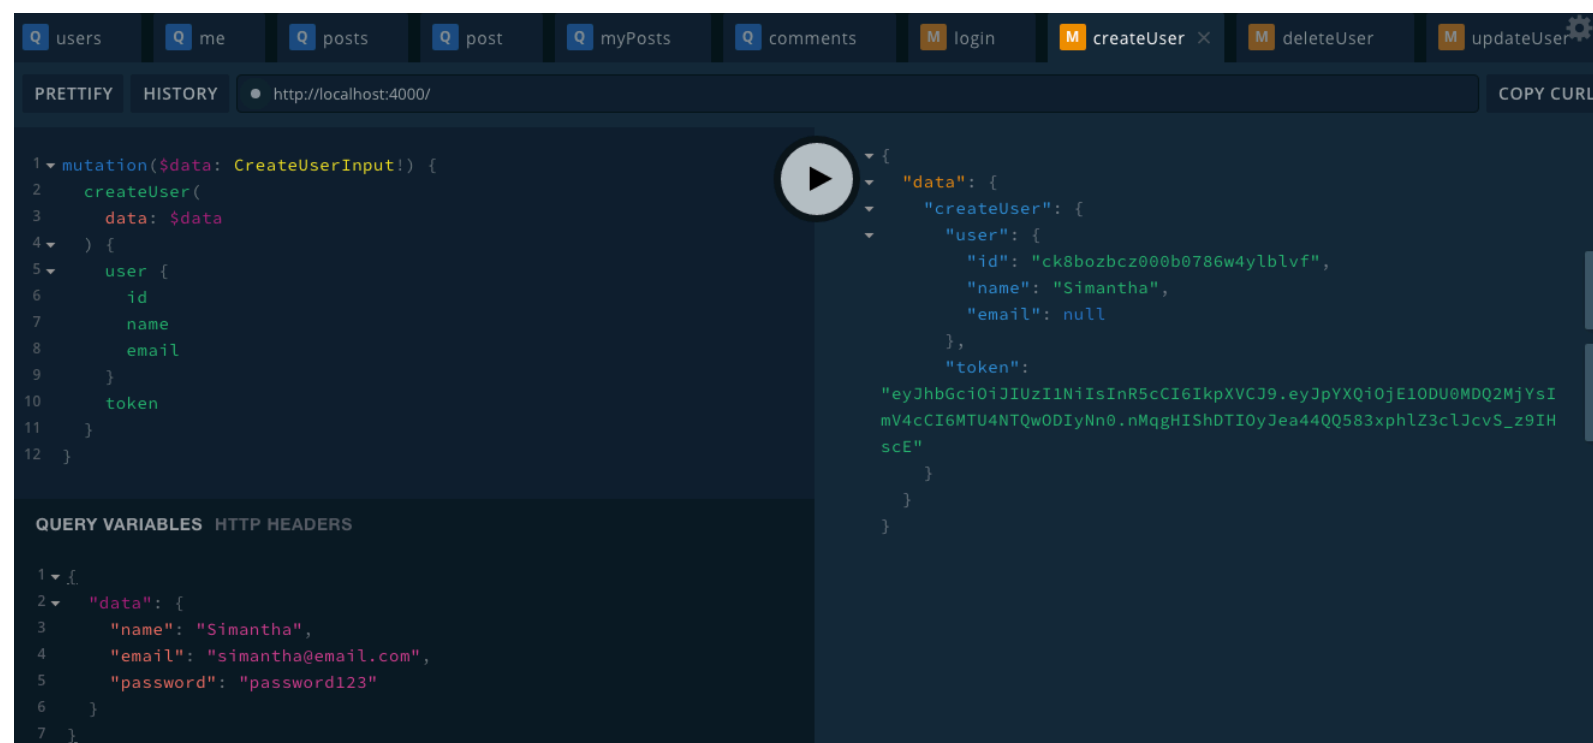 Q users Q me Q posts Q post Q myPosts Q comments M login M createUser × M deleteUser M updateUser
PRETTIFY HISTORY http://localhost:4000/ COPY CURL
1 mutation($data: CreateUserInput!) {
2 createUser(
3 data: $data
4 ) {
5 user {
6 id
7 name
8 email
9 }
10 token
11 }
12 }
QUERY VARIABLES HTTP HEADERS
1 {
2 "data": {
3 "name": "Simantha",
4 "email": "simantha@email.com",
5 "password": "password123"
6 }
7 }
{
"data": {
"createUser": {
"user": {
"id": "ck8bozbcz000b0786w4ylblvf",
"name": "Simantha",
"email": null
},
"token":
"eyJhbGciOiJIUzI1NiIsInR5cCI6IkpXVCJ9.eyJpYXQiOjE1ODU0MDQ2MjYsI
mV4cCI6MTU4NTQwODIyNn0.nMqgHIShDTIOyJea44QQ583xphlZ3clJcvS_z9IH
scE"
}
}
}